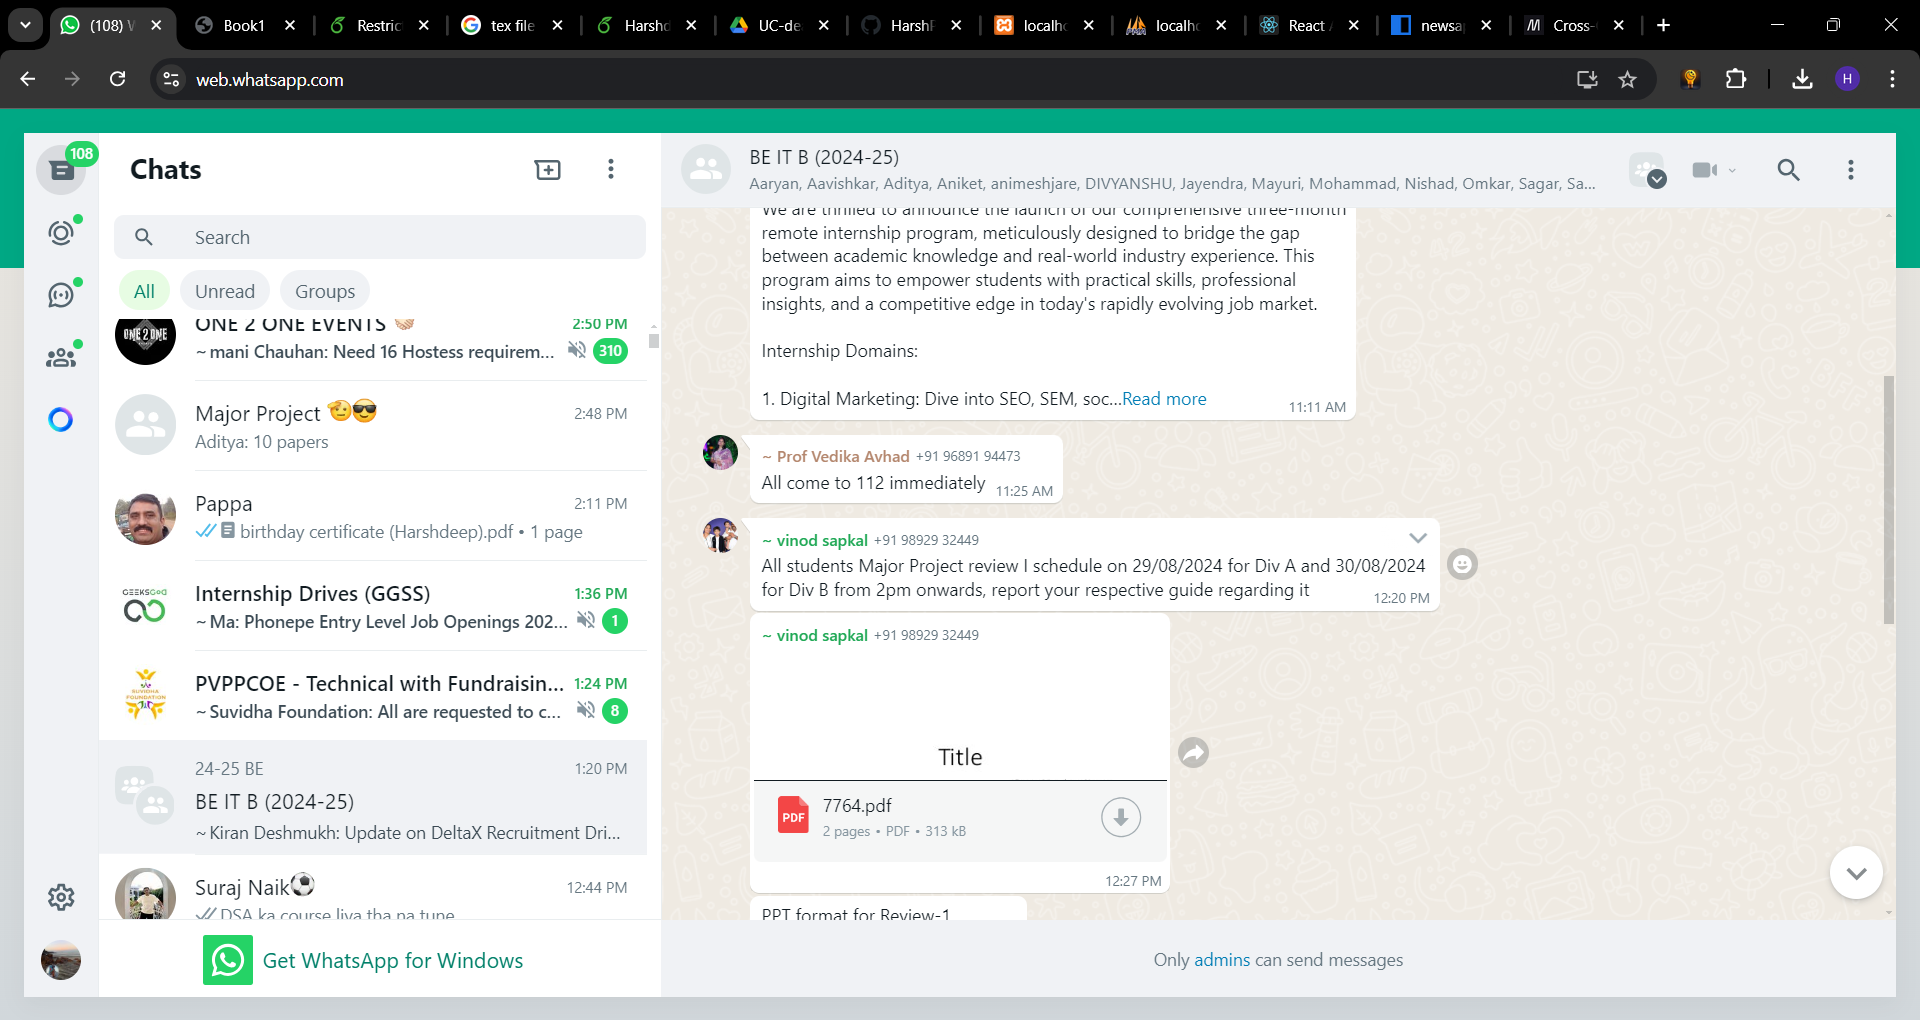 (108) W
Book1
Restric
tex file
Harshd
UC-de
HarshP
localho
localho
React A
newsap
Cross-
web.whatsapp.com
H
108
Chats
Search
All
Unread
Groups
ONE 2 ONE EVENTS
2:50 PM
ONE 2 ONE
~ mani Chauhan: Need 16 Hostess requirem...
310
Major Project
2:48 PM
Aditya: 10 papers
Pappa
2:11 PM
birthday certificate (Harshdeep).pdf • 1 page
GEEKSGOD
Internship Drives (GGSS)
1:36 PM
~ Ma: Phonepe Entry Level Job Openings 202...
1
PVPPCOE - Technical with Fundraisin...
1:24 PM
SUVIDHA
FOUNDATION
~ Suvidha Foundation: All are requested to c...
8
24-25 BE
1:20 PM
BE IT B (2024-25)
~ Kiran Deshmukh: Update on DeltaX Recruitment Dri...
Suraj Naik
12:44 PM
DSA ka course liya tha na tune
Get WhatsApp for Windows
BE IT B (2024-25)
Aaryan, Aavishkar, Aditya, Aniket, animeshjare, DIVYANSHU, Jayendra, Mayuri, Mohammad, Nishad, Omkar, Sagar, Sa...
We are thrilled to announce the launch of our comprehensive three-month
remote internship program, meticulously designed to bridge the gap
between academic knowledge and real-world industry experience. This
program aims to empower students with practical skills, professional
insights, and a competitive edge in today's rapidly evolving job market.
Internship Domains:
1. Digital Marketing: Dive into SEO, SEM, soc...Read more
11:11 AM
~ Prof Vedika Avhad +91 96891 94473
All come to 112 immediately
11:25 AM
~ vinod sapkal +91 98929 32449
All students Major Project review I schedule on 29/08/2024 for Div A and 30/08/2024
for Div B from 2pm onwards, report your respective guide regarding it
12:20 PM
~ vinod sapkal +91 98929 32449
Title
PDF
7764.pdf
2 pages • PDF • 313 kB
12:27 PM
PPT format for Review-1
Only admins can send messages